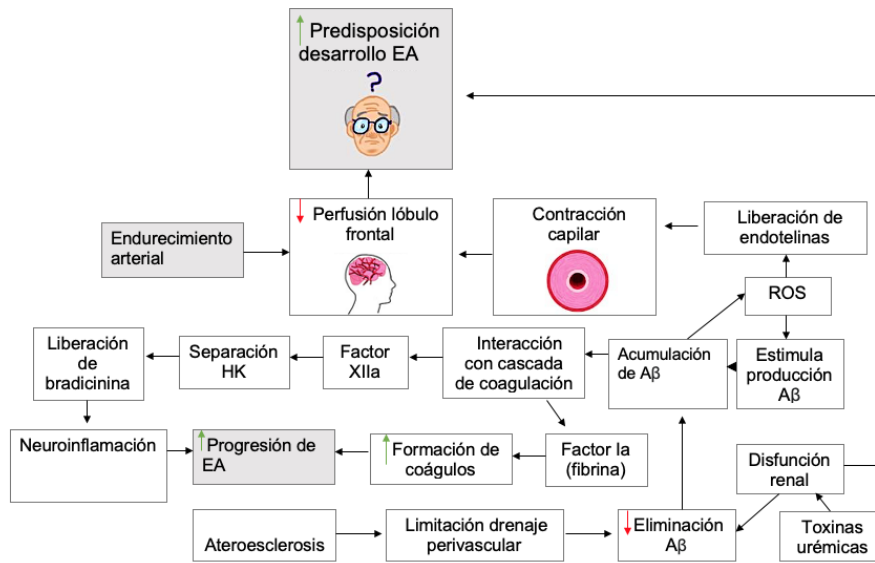 Predisposición
desarrollo EA
?
Endurecimiento
arterial
Perfusión lóbulo
frontal
Contracción
capilar
Liberación de
endotelinas
ROS
Liberación
de
bradicinina
Separación
HK
Factor
XIIa
Interacción
con cascada
de coagulación
Acumulación
de Aβ
Estimula
producción
Aβ
Neuroinflamación
Progresión de
EA
Formación de
coágulos
Factor Ia
(fibrina)
Disfunción
renal
Ateroesclerosis
Limitación drenaje
perivascular
Eliminación
Aβ
Toxinas
urémicas